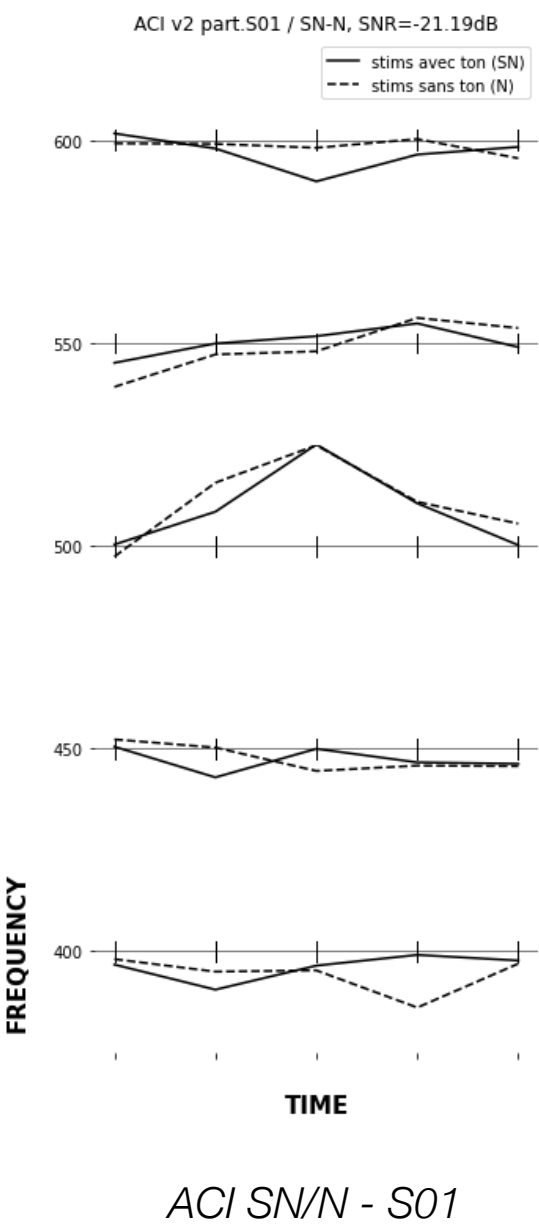 ACI v2 part.S01 / SN-N, SNR=-21.19dB
stims avec ton (SN)
stims sans ton (N)
600
550
500
450
400
FREQUENCY
TIME
ACI SN/N - S01